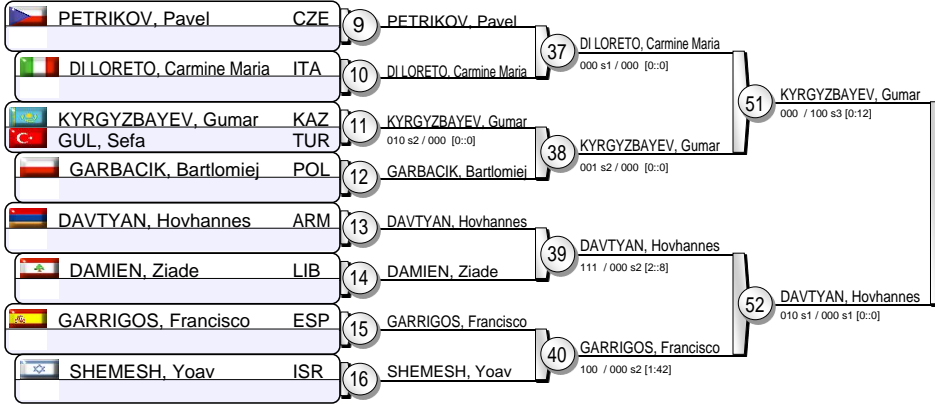 PETRIKOV, Pavel CZE
DI LORETO, Carmine Maria ITA
KYRGYZBAYEV, Gumar KAZ
GUL, Sefa TUR
GARBACIK, Bartlomiej POL
DAVTYAN, Hovhannes ARM
DAMIEN, Ziade LIB
GARRIGOS, Francisco ESP
SHEMESH, Yoav ISR
9 PETRIKOV, Pavel
10 DI LORETO, Carmine Maria
11 KYRGYZBAYEV, Gumar
010 s2 / 000 [0::0]
12 GARBACIK, Bartlomiej
13 DAVTYAN, Hovhannes
14 DAMIEN, Ziade
15 GARRIGOS, Francisco
16 SHEMESH, Yoav
37 DI LORETO, Carmine Maria
000 s1 / 000 [0::0]
38 KYRGYZBAYEV, Gumar
001 s2 / 000 [0::0]
39 DAVTYAN, Hovhannes
111 / 000 s2 [2::8]
40 GARRIGOS, Francisco
100 / 000 s2 [1:42]
51 KYRGYZBAYEV, Gumar
000 / 100 s3 [0:12]
52 DAVTYAN, Hovhannes
010 s1 / 000 s1 [0::0]